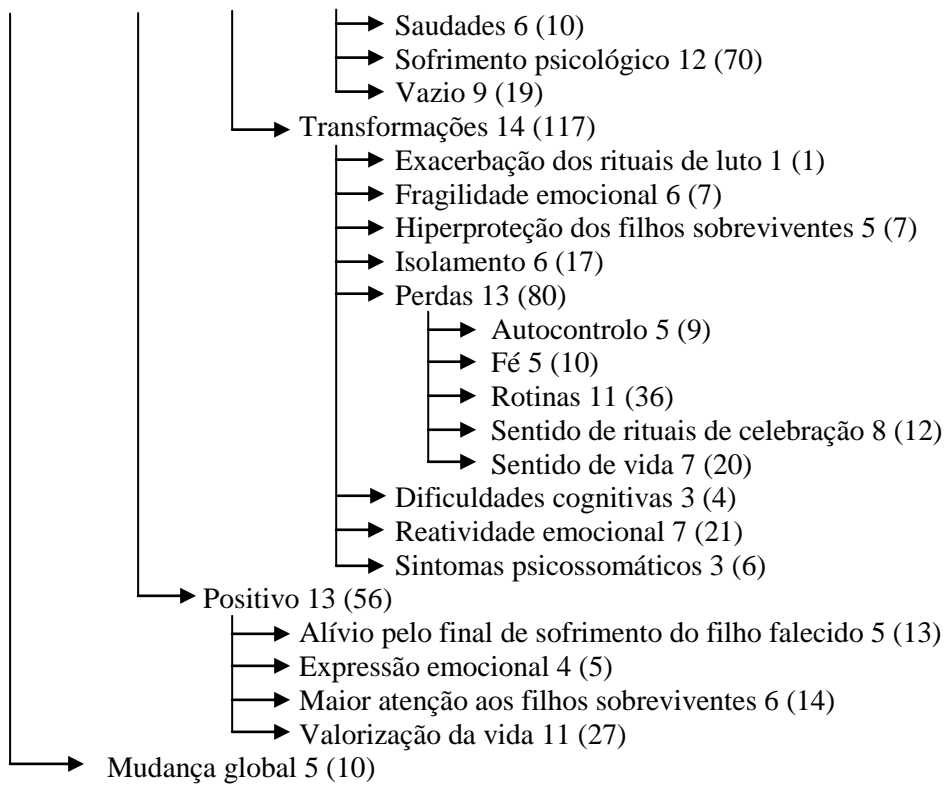 Saudades 6 (10)
Sofrimento psicológico 12 (70)
Vazio 9 (19)
Transformações 14 (117)
Exacerbação dos rituais de luto 1 (1)
Fragilidade emocional 6 (7)
Hiperproteção dos filhos sobreviventes 5 (7)
Isolamento 6 (17)
Perdas 13 (80)
Autocontrolo 5 (9)
Fé 5 (10)
Rotinas 11 (36)
Sentido de rituais de celebração 8 (12)
Sentido de vida 7 (20)
Dificuldades cognitivas 3 (4)
Reatividade emocional 7 (21)
Sintomas psicossomáticos 3 (6)
Positivo 13 (56)
Alívio pelo final de sofrimento do filho falecido 5 (13)
Expressão emocional 4 (5)
Maior atenção aos filhos sobreviventes 6 (14)
Valorização da vida 11 (27)
Mudança global 5 (10)